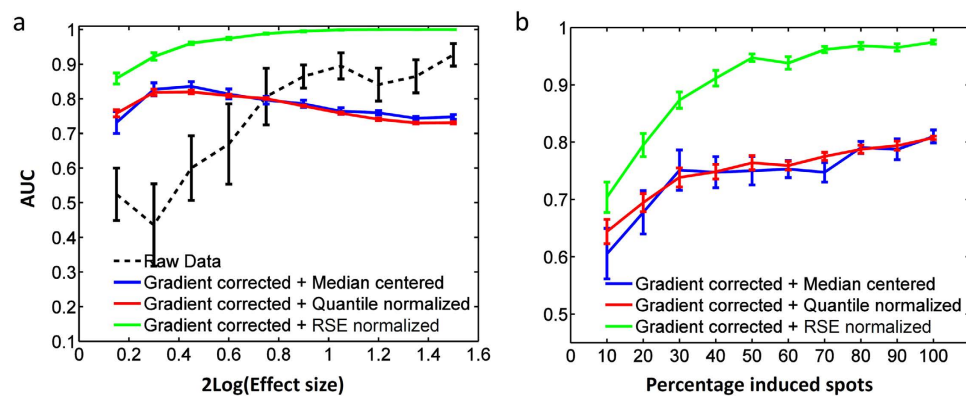 a
1
0.9
0.8
0.7
0.6
0.5
0.4
0.3
0.2
0.1
AUC
Raw Data
Gradient corrected + Median centered
Gradient corrected + Quantile normalized
Gradient corrected + RSE normalized
0 0.2 0.4 0.6 0.8 1 1.2 1.4 1.6
2Log(Effect size)
b
1
0.9
0.8
0.7
0.6
0.5
Gradient corrected + Median centered
Gradient corrected + Quantile normalized
Gradient corrected + RSE normalized
0 10 20 30 40 50 60 70 80 90 100
Percentage induced spots